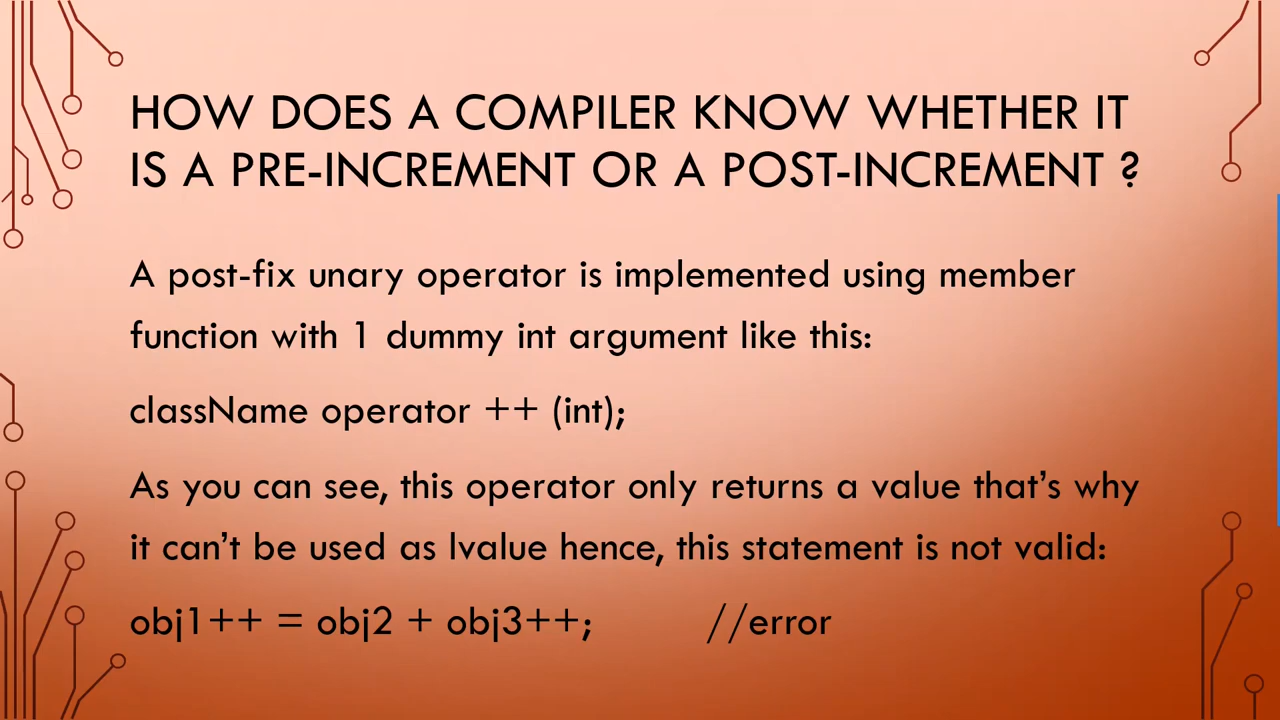 HOW DOES A COMPILER KNOW WHETHER IT
IS A PRE-INCREMENT OR A POST-INCREMENT ?
A post-fix unary operator is implemented using member
function with 1 dummy int argument like this:
className operator ++ (int);
As you can see, this operator only returns a value that’s why
it can’t be used as lvalue hence, this statement is not valid:
obj1++ = obj2 + obj3++; //error